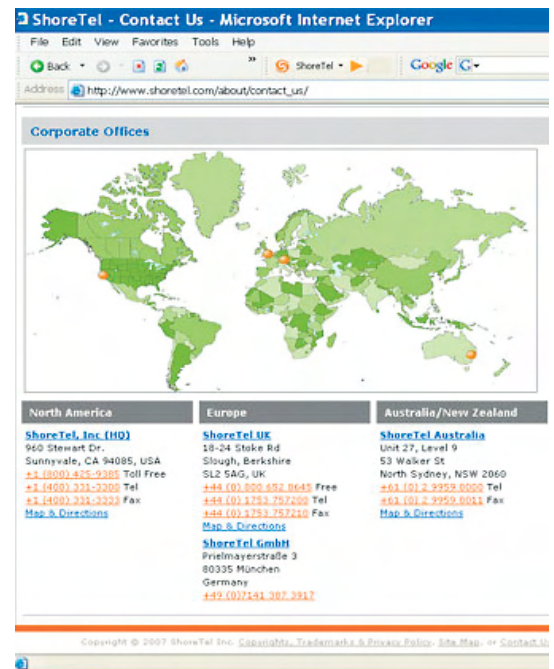 ShoreTel - Contact Us - Microsoft Internet Explorer
File Edit View Favorites Tools Help
Back » ShoreTel Google G
Address http://www.shoretel.com/about/contact_us/
Corporate Offices
North America
ShoreTel, Inc (HQ)
960 Stewart Dr.
Sunnyvale, CA 94085, USA
+1 (800) 425-9385 Toll Free
+1 (408) 331-3300 Tel
+1 (408) 331-3333 Fax
Map & Directions
Europe
ShoreTel UK
18-24 Stoke Rd
Slough, Berkshire
SL2 5AG, UK
+44 (0) 800 652 8645 Free
+44 (0) 1753 757200 Tel
+44 (0) 1753 757210 Fax
Map & Directions
ShoreTel GmbH
Prielmayerstraße 3
80335 München
Germany
+49 (0)7141 307 3917
Australia/New Zealand
ShoreTel Australia
Unit 27, Level 9
53 Walker St
North Sydney, NSW 2060
+61 (0) 2 9959 8000 Tel
+61 (0) 2 9959 8011 Fax
Map & Directions
Copyright © 2007 ShoreTel Inc. Copyrights, Trademarks & Privacy Policy, Site Map, or Contact U